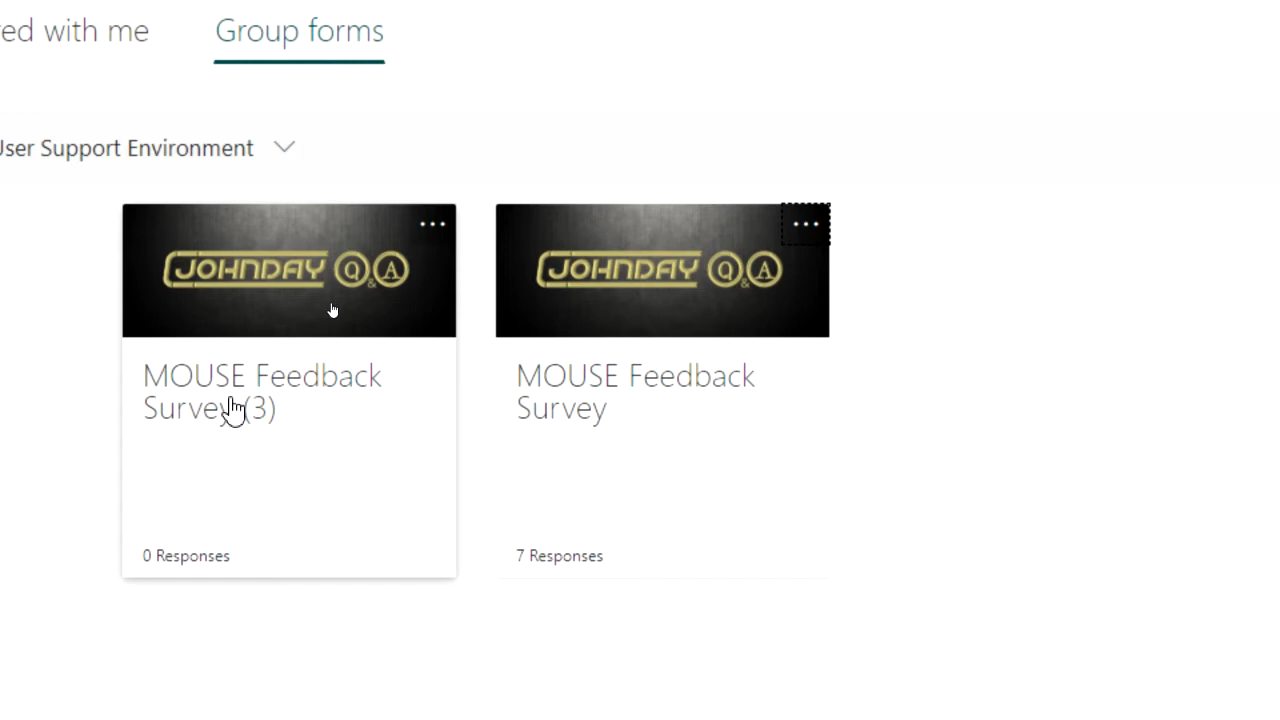 ed with me
Group forms
User Support Environment
JOHNDAY Q&A
JOHNDAY Q&A
MOUSE Feedback
Survey (3)
MOUSE Feedback
Survey
0 Responses
7 Responses